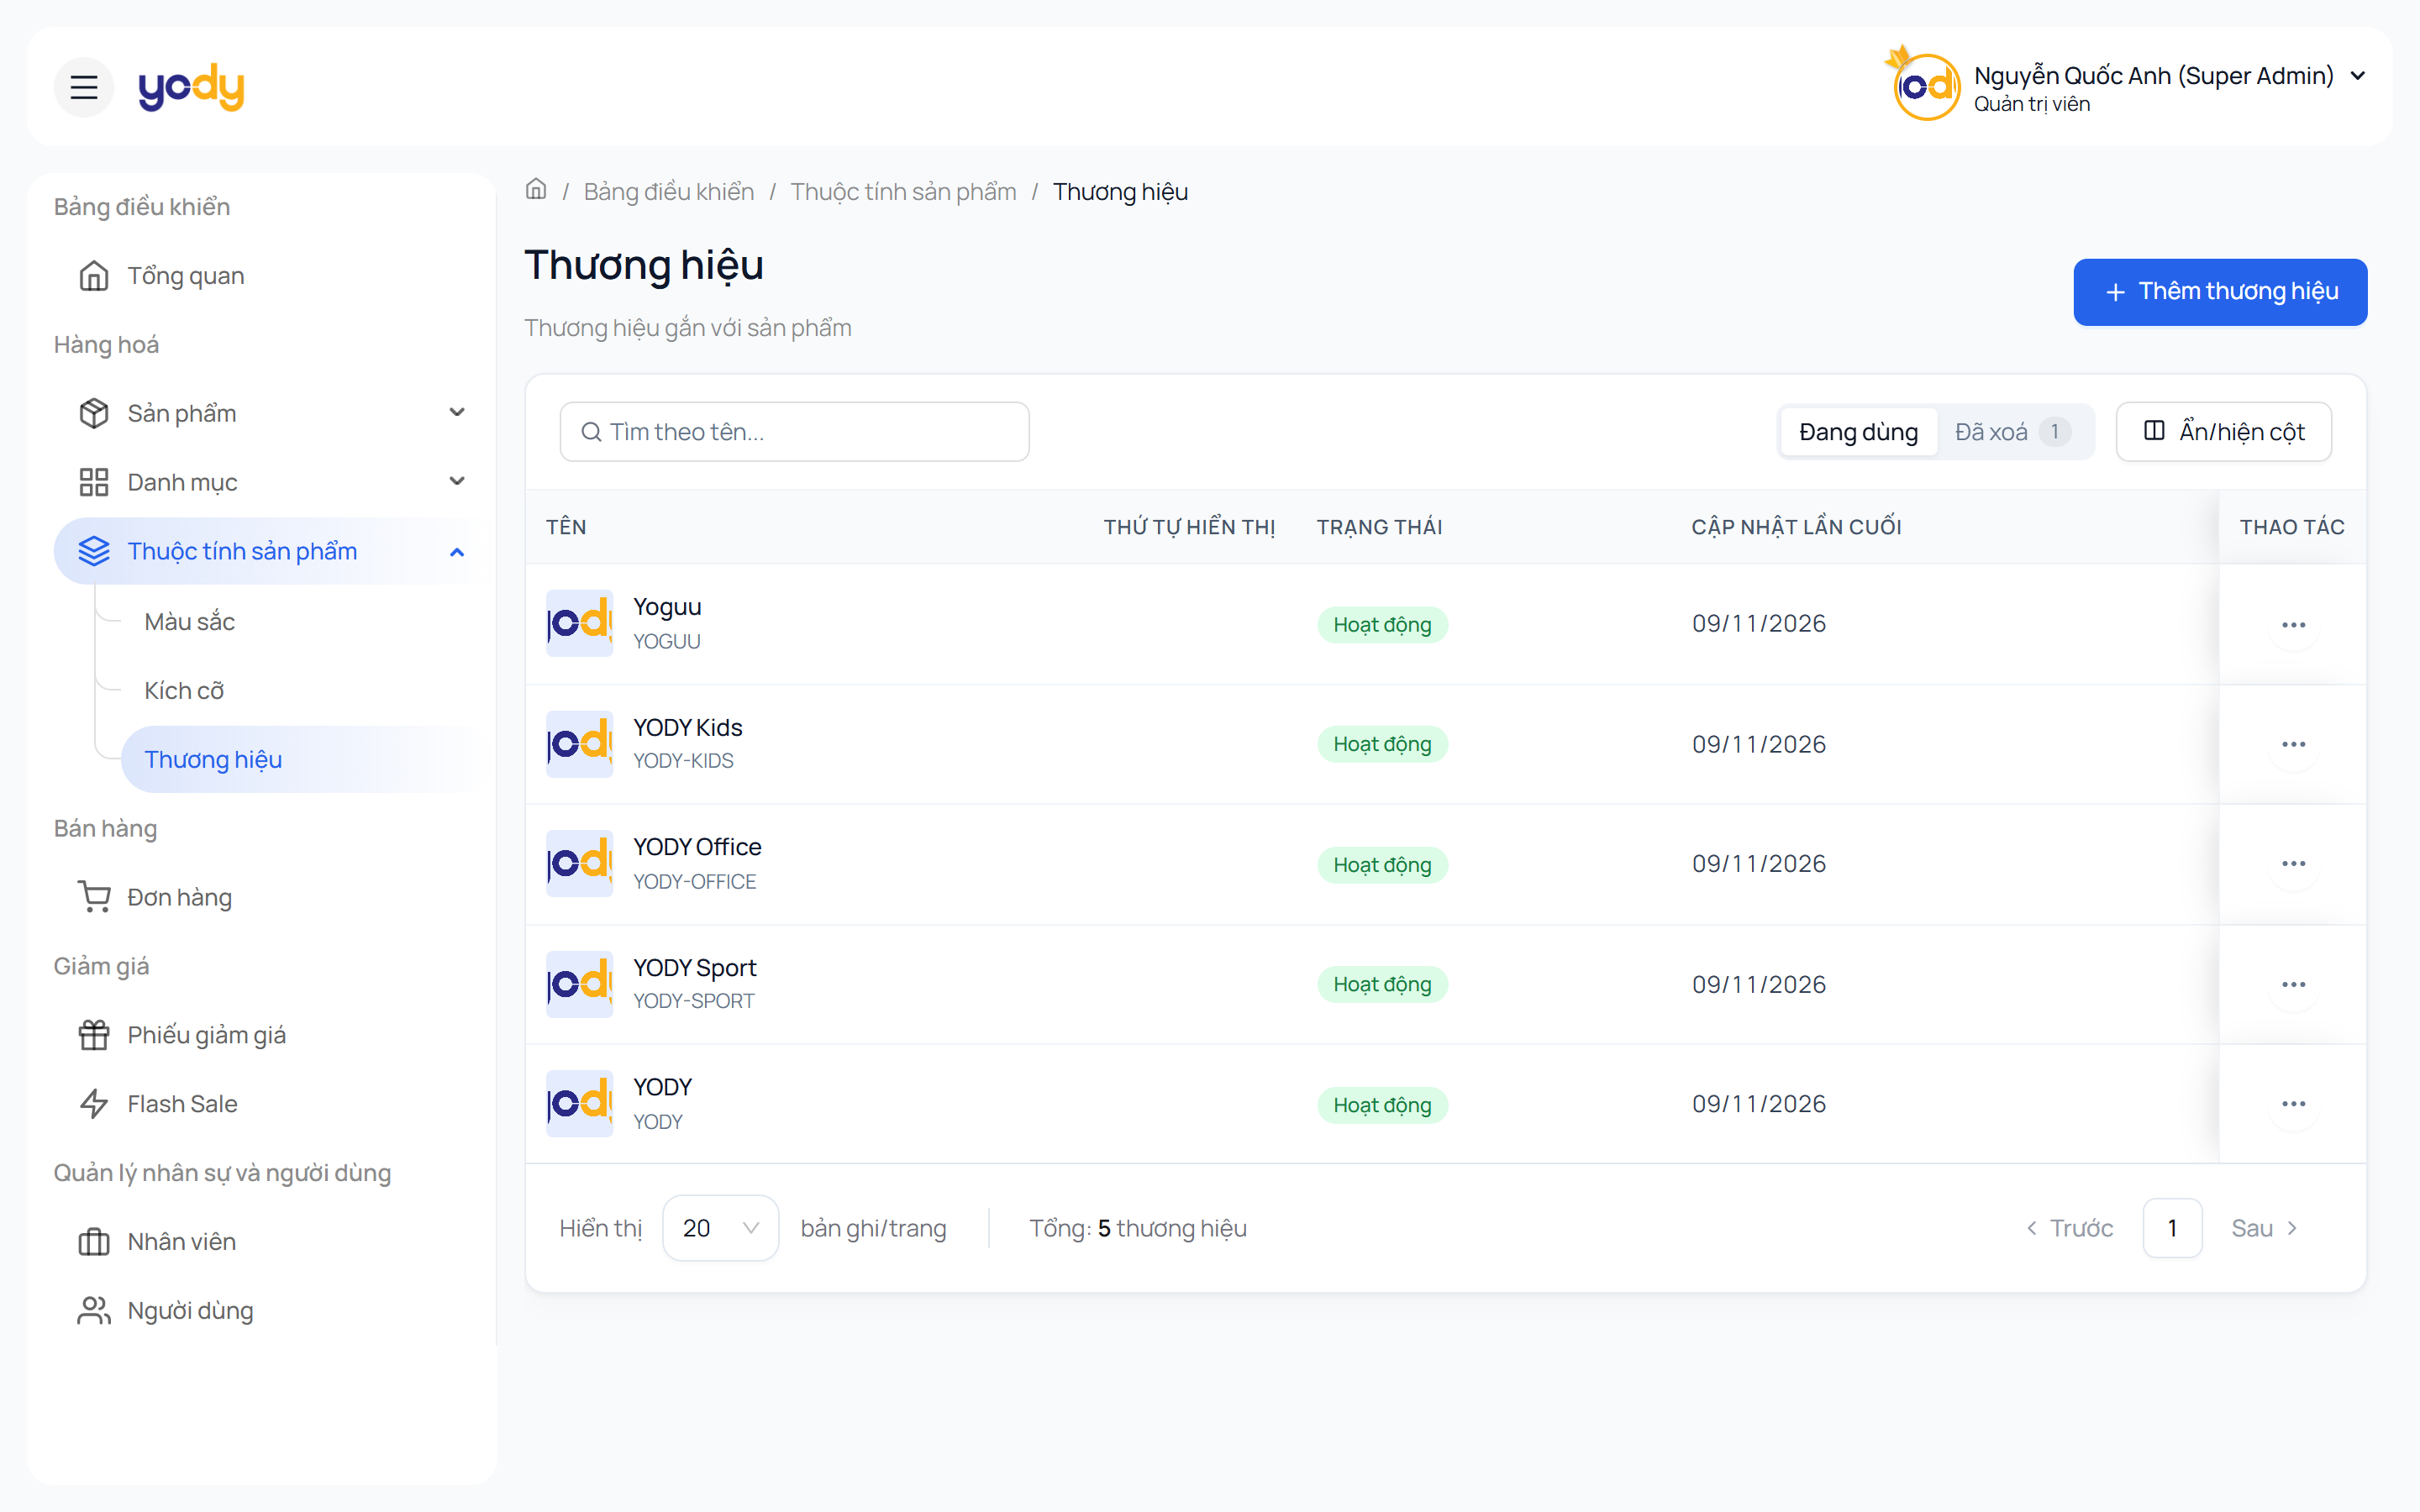 yody
Nguyễn Quốc Anh (Super Admin)
Quản trị viên
Bảng điều khiển
Tổng quan
Hàng hoá
Sản phẩm
Danh mục
Thuộc tính sản phẩm
Màu sắc
Kích cỡ
Thương hiệu
Bán hàng
Đơn hàng
Giảm giá
Phiếu giảm giá
Flash Sale
Quản lý nhân sự và người dùng
Nhân viên
Người dùng
/ Bảng điều khiển / Thuộc tính sản phẩm / Thương hiệu
Thương hiệu
Thương hiệu gắn với sản phẩm
+ Thêm thương hiệu
Tìm theo tên...
Đang dùng
Đã xoá 1
Ẩn/hiện cột
TÊN THỨ TỰ HIỂN THỊ TRẠNG THÁI CẬP NHẬT LẦN CUỐI THAO TÁC
Yoguu
YOGUU
Hoạt động
09/11/2026
YODY Kids
YODY-KIDS
Hoạt động
09/11/2026
YODY Office
YODY-OFFICE
Hoạt động
09/11/2026
YODY Sport
YODY-SPORT
Hoạt động
09/11/2026
YODY
YODY
Hoạt động
09/11/2026
Hiển thị 20 bản ghi/trang
Tổng: 5 thương hiệu
Trước 1 Sau